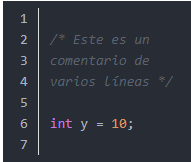 1
2 /* Este es un
3 comentario de
4 varios líneas */
5
6 int y = 10;
7